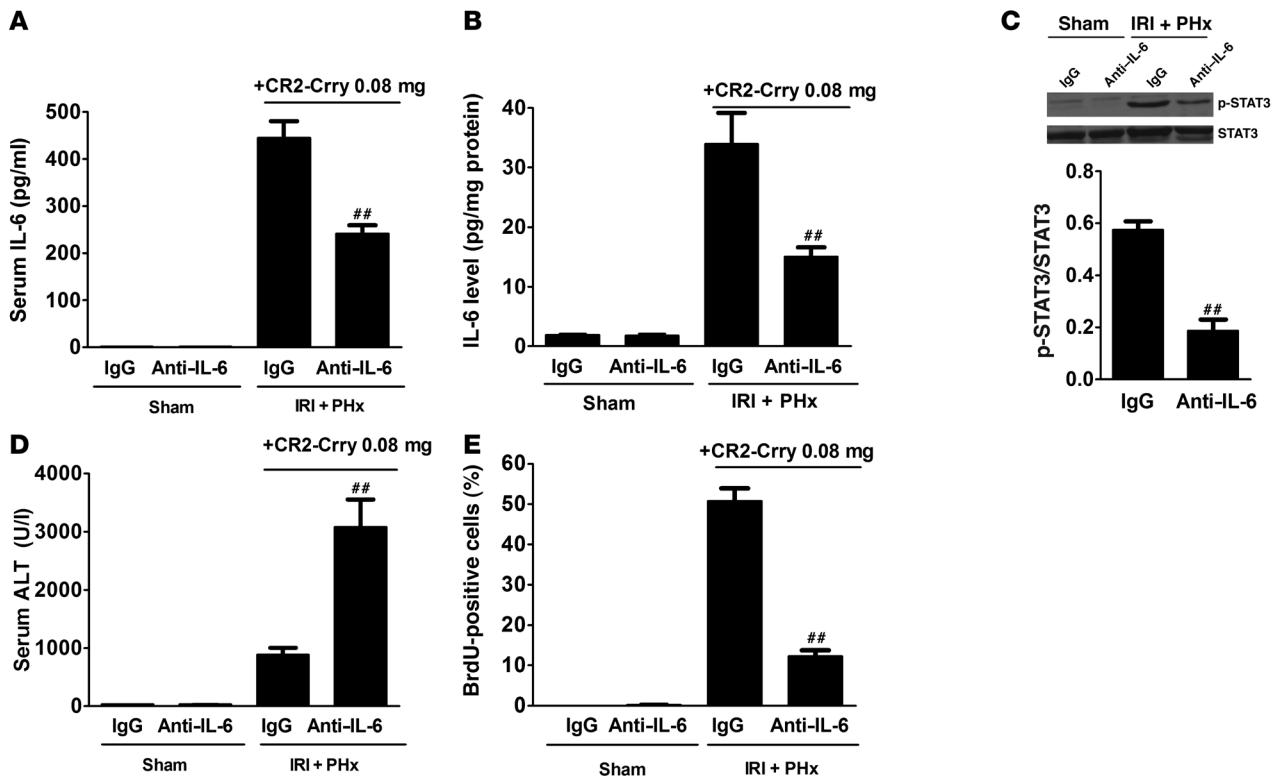 A
+CR2-Crry 0.08 mg
Serum IL-6 (pg/ml)
500
400
300
200
100
0
##
IgG Anti-IL-6 IgG Anti-IL-6
Sham IRI + PHx
B
+CR2-Crry 0.08 mg
IL-6 level (pg/mg protein)
40
30
20
10
0
##
IgG Anti-IL-6 IgG Anti-IL-6
Sham IRI + PHx
C
Sham IRI + PHx
IgG Anti–IL-6 IgG Anti–IL-6
p-STAT3
STAT3
p-STAT3/STAT3
0.8
0.6
0.4
0.2
0.0
##
IgG Anti-IL-6
D
+CR2-Crry 0.08 mg
Serum ALT (U/l)
4000
3000
2000
1000
0
##
IgG Anti-IL-6 IgG Anti-IL-6
Sham IRI + PHx
E
+CR2-Crry 0.08 mg
BrdU-positive cells (%)
60
50
40
30
20
10
0
##
IgG Anti-IL-6 IgG Anti-IL-6
Sham IRI + PHx